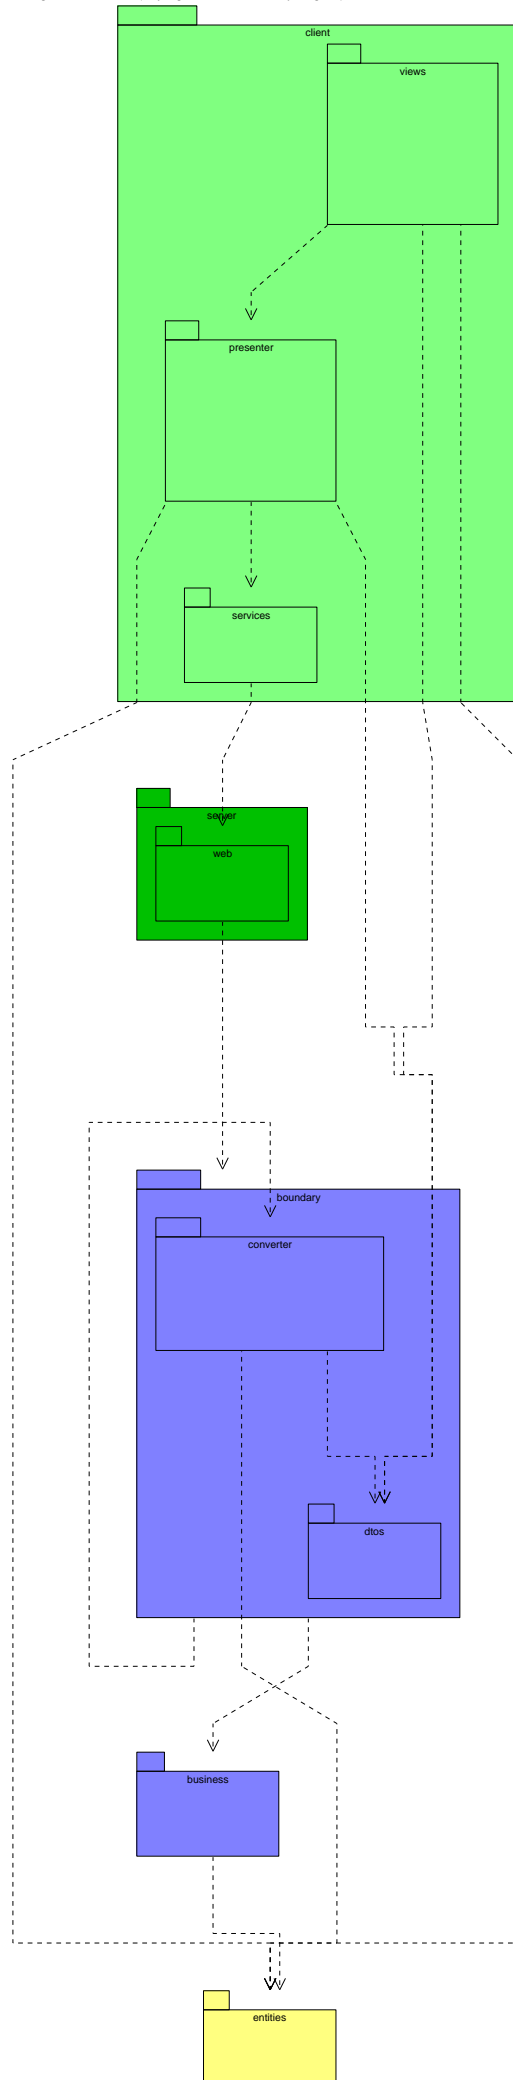 client
views
presenter
services
server
web
boundary
converter
dtos
business
entities